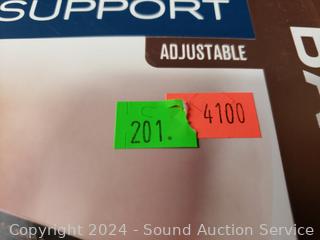 SUPPORT
ADJUSTABLE
201.
4100
Copyright 2024 - Sound Auction Service